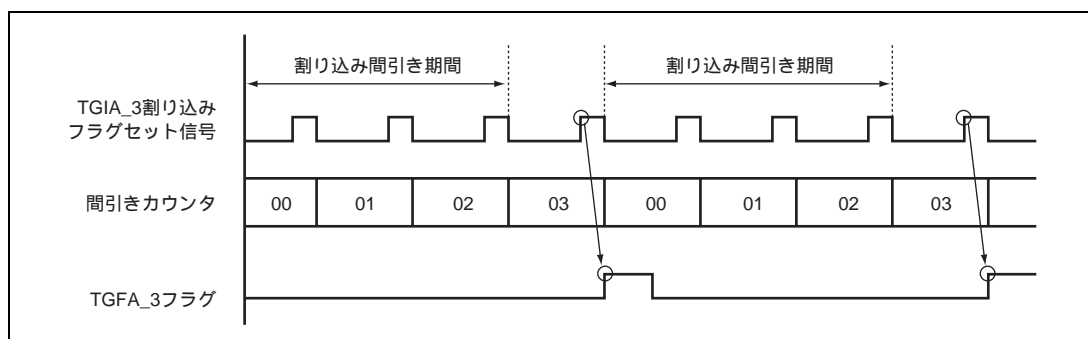 割り込み間引き期間
割り込み間引き期間
TGIA_3割り込み
フラグセット信号
間引きカウンタ
00 01 02 03 00 01 02 03
TGFA_3フラグ